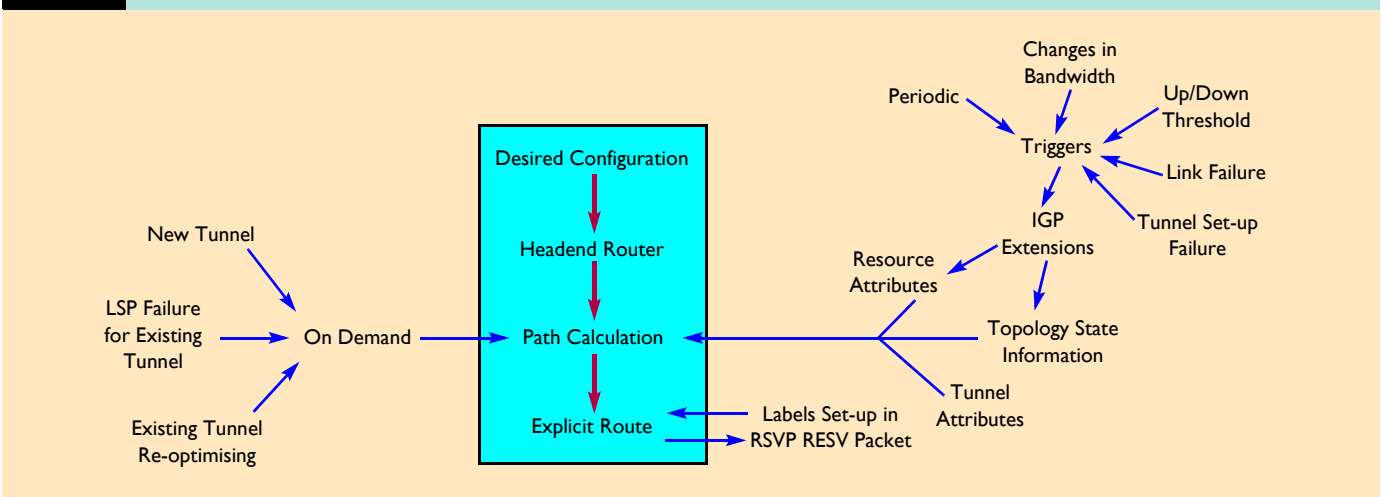 Changes in
Bandwidth
Periodic
Up/Down
Threshold
Triggers
Link Failure
Tunnel Set-up
Failure
IGP
Extensions
Resource
Attributes
Topology State
Information
Tunnel
Attributes
Desired Configuration
Headend Router
Path Calculation
Explicit Route
Labels Set-up in
RSVP RESV Packet
New Tunnel
LSP Failure
for Existing
Tunnel
On Demand
Existing Tunnel
Re-optimising